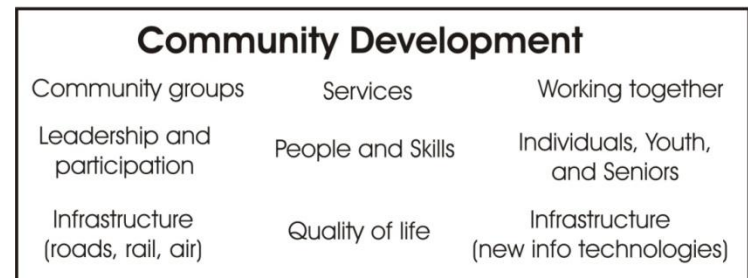 Community Development
Community groups
Services
Working together
Leadership and
participation
People and Skills
Individuals, Youth,
and Seniors
Infrastructure
(roads, rail, air)
Quality of life
Infrastructure
(new info technologies)